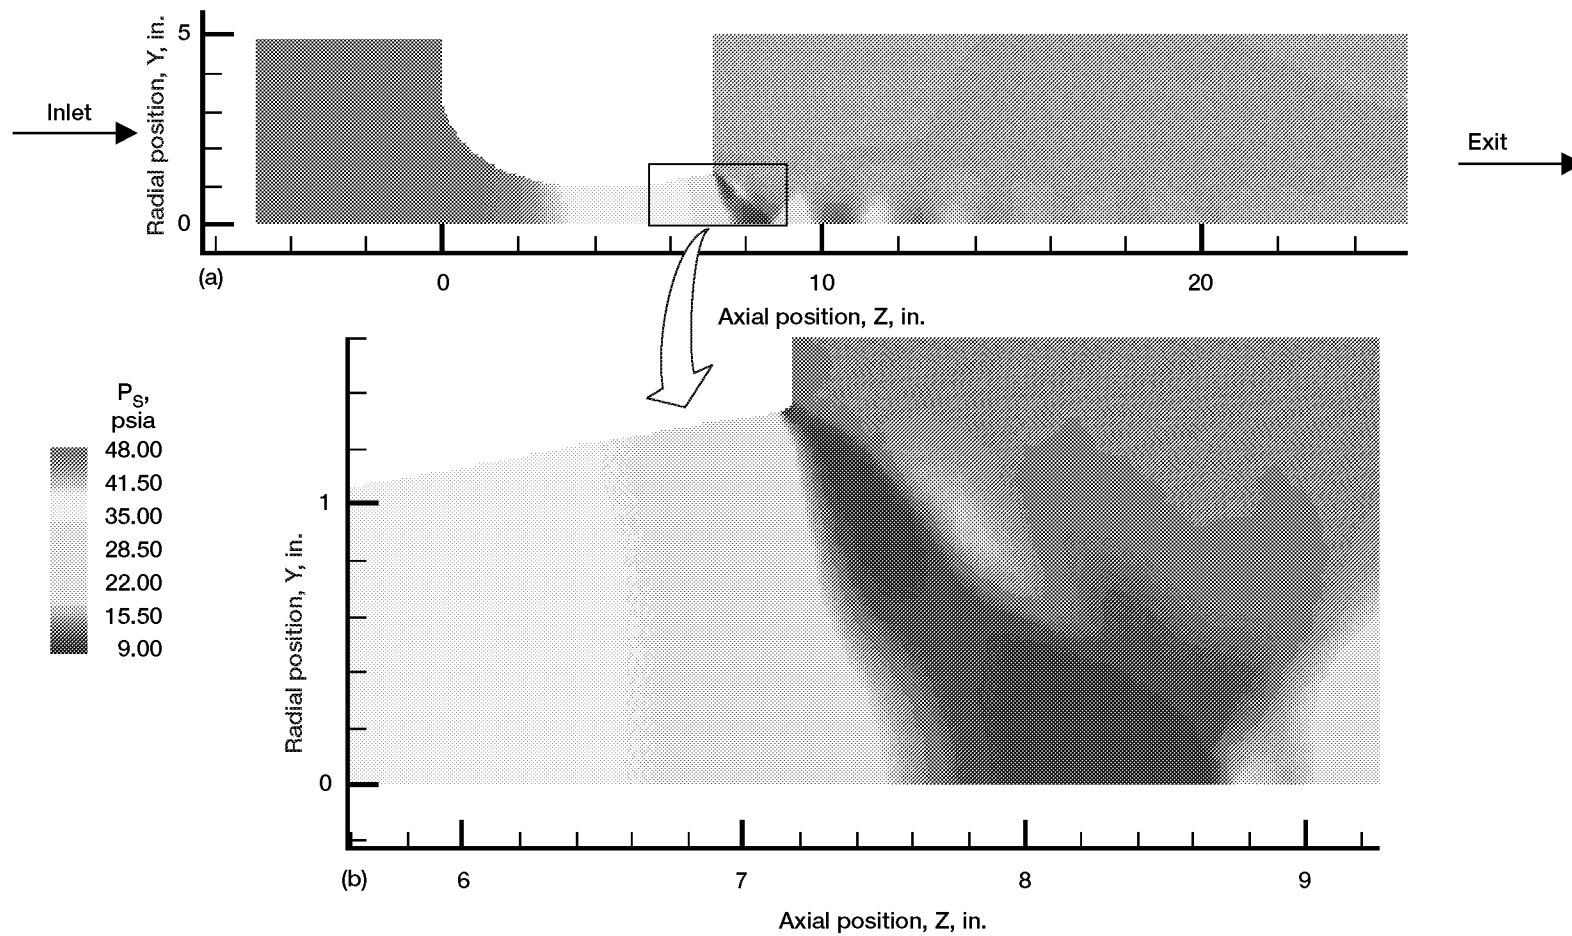 Radial position, Y, in.
5
0
Inlet
Exit
(a)
0
10
20
Axial position, Z, in.
P_S,
psia
48.00
41.50
35.00
28.50
22.00
15.50
9.00
Radial position, Y, in.
1
0
(b)
6
7
8
9
Axial position, Z, in.